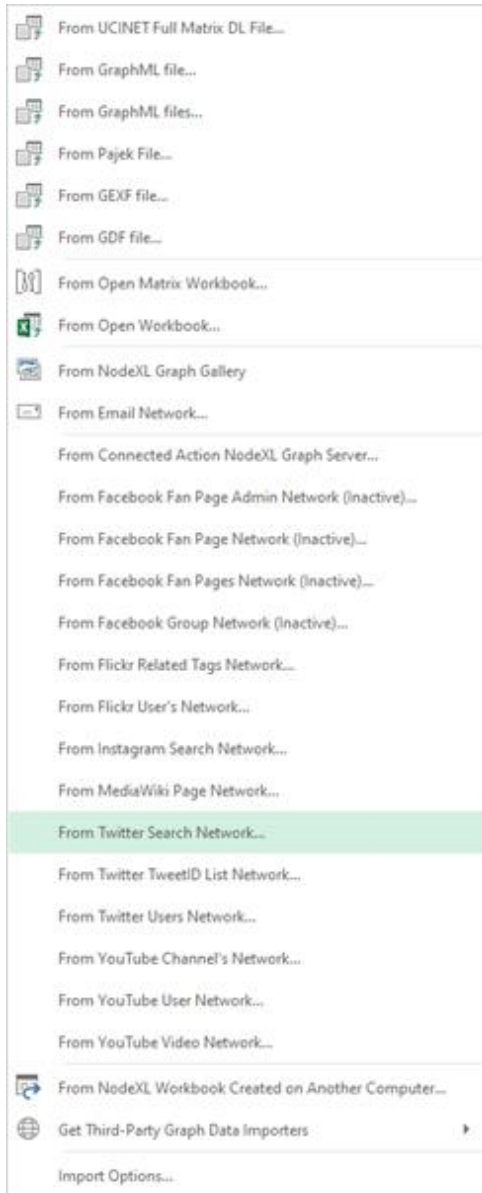 From UCINET Full Matrix DL File...
From GraphML file...
From GraphML files...
From Pajek File...
From GEXF file...
From GDF file...
From Open Matrix Workbook...
From Open Workbook...
From NodeXL Graph Gallery
From Email Network...
From Connected Action NodeXL Graph Server...
From Facebook Fan Page Admin Network (Inactive)...
From Facebook Fan Page Network (Inactive)...
From Facebook Fan Pages Network (Inactive)...
From Facebook Group Network (Inactive)...
From Flickr Related Tags Network...
From Flickr User's Network...
From Instagram Search Network...
From MediaWiki Page Network...
From Twitter Search Network...
From Twitter TweetID List Network...
From Twitter Users Network...
From YouTube Channel's Network...
From YouTube User Network...
From YouTube Video Network...
From NodeXL Workbook Created on Another Computer...
Get Third-Party Graph Data Importers
Import Options...